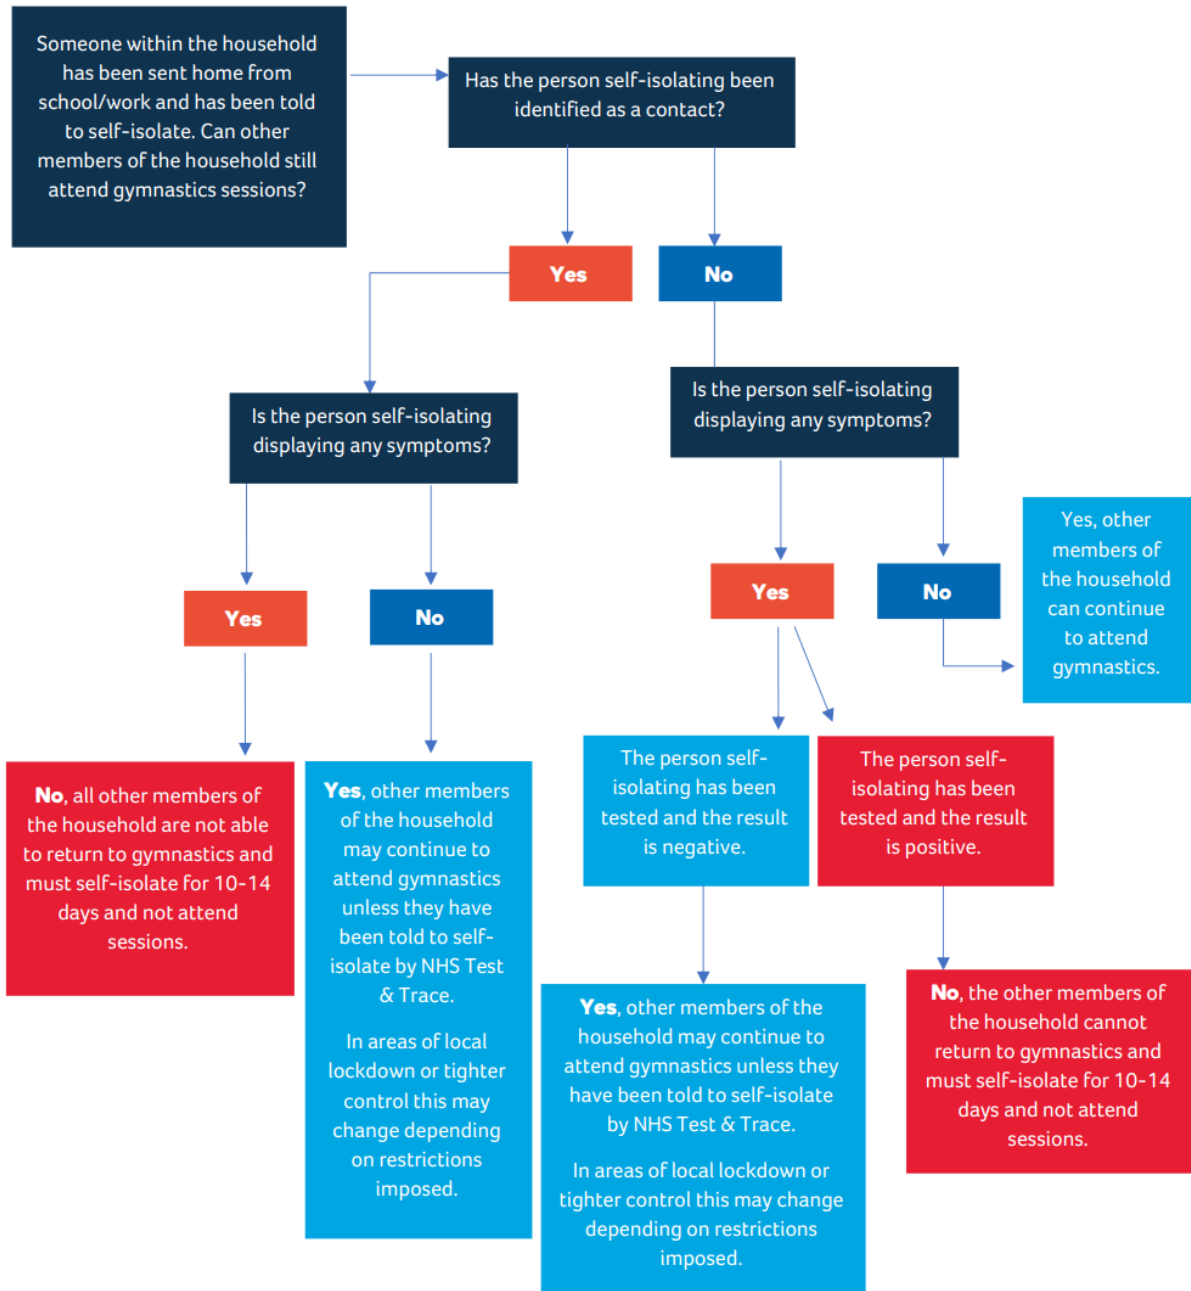 Someone within the household
has been sent home from
school/work and has been told
to self-isolate. Can other
members of the household still
attend gymnastics sessions?
Has the person self-isolating been
identified as a contact?
Yes
No
Is the person self-isolating
displaying any symptoms?
Is the person self-isolating
displaying any symptoms?
Yes
No
Yes
No
Yes, other
members of
the household
can continue
to attend
gymnastics.
No, all other members of
the household are not able
to return to gymnastics and
must self-isolate for 10-14
days and not attend
sessions.
Yes, other members
of the household
may continue to
attend gymnastics
unless they have
been told to self-
isolate by NHS Test
& Trace.
In areas of local
lockdown or tighter
control this may
change depending
on restrictions
imposed.
The person self-
isolating has been
tested and the result
is negative.
The person self-
isolating has been
tested and the result
is positive.
Yes, other members of the
household may continue to
attend gymnastics unless they
have been told to self-isolate
by NHS Test & Trace.
In areas of local lockdown or
tighter control this may change
depending on restrictions
imposed.
No, the other members of
the household cannot
return to gymnastics and
must self-isolate for 10-14
days and not attend
sessions.